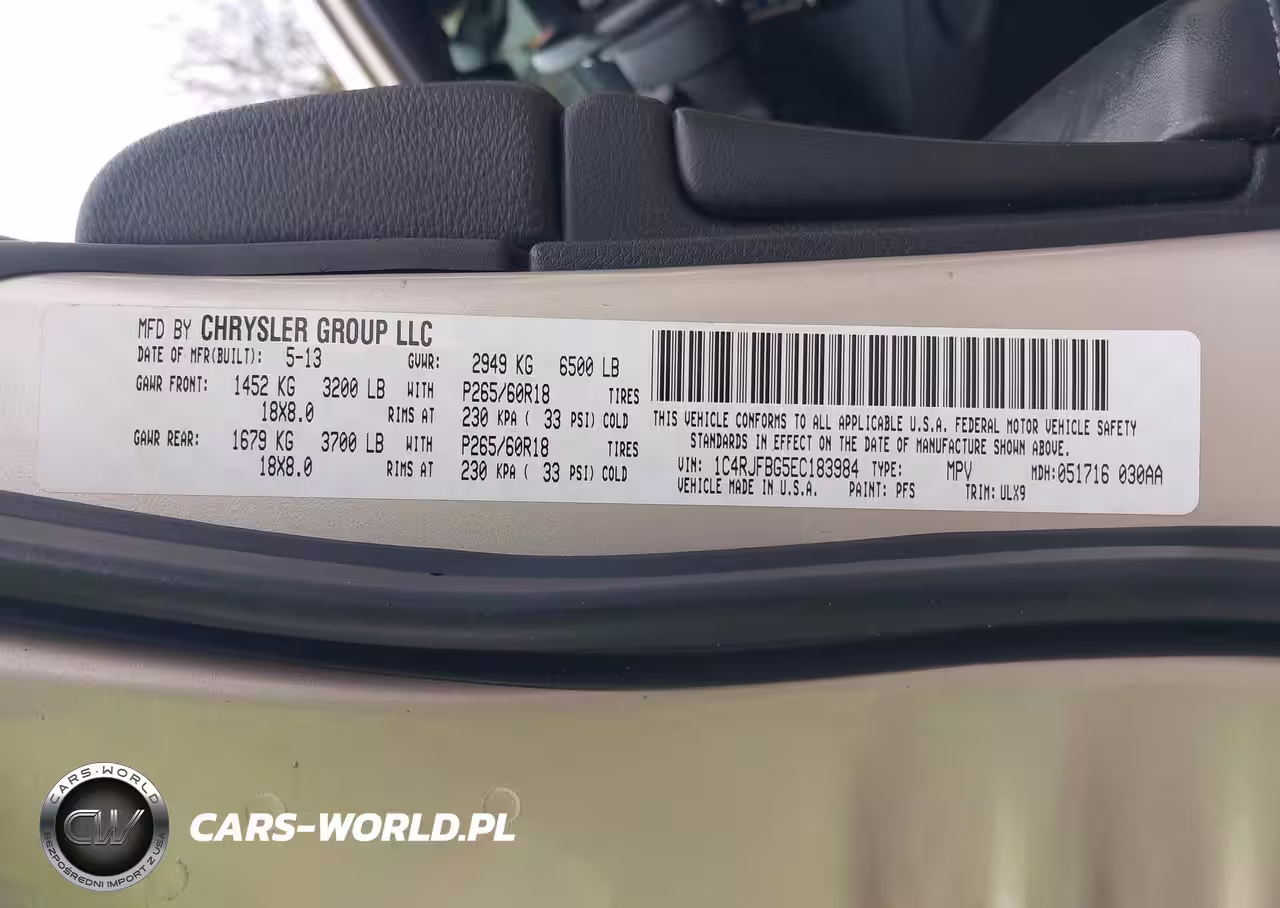 MFD BY CHRYSLER GROUP LLC
DATE OF MFR(BUILT): 5-13 GVWR: 2949 KG 6500 LB
GAWR FRONT: 1452 KG 3200 LB WITH P265/60R18 TIRES
18X8.0 RIMS AT 230 KPA ( 33 PSI) COLD
GAWR REAR: 1679 KG 3700 LB WITH P265/60R18 TIRES
18X8.0 RIMS AT 230 KPA ( 33 PSI) COLD
THIS VEHICLE CONFORMS TO ALL APPLICABLE U.S.A. FEDERAL MOTOR VEHICLE SAFETY
STANDARDS IN EFFECT ON THE DATE OF MANUFACTURE SHOWN ABOVE.
VIN: 1C4RJFBG5EC183984 TYPE: MPV MDH:051716 030AA
VEHICLE MADE IN U.S.A. PAINT: PFS TRIM: ULX9
CARS-WORLD
CW
BEZPOŚREDNI IMPORT Z USA
CARS-WORLD.PL